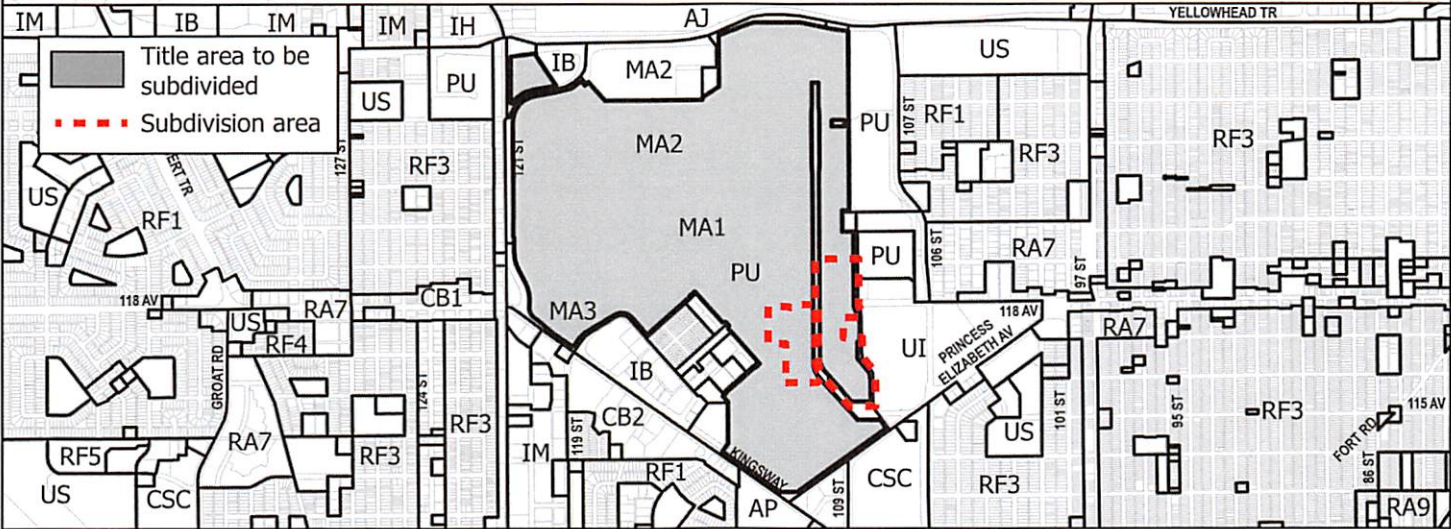 IM
IB
IM
IM
IH
AJ
YELLOWHEAD TR
Title area to be
subdivided
Subdivision area
IB
MA2
US
PU
US
PU
107 ST
RF1
RF3
RF3
127 ST
121 ST
RF3
MA2
US
ERT TR
RF1
MA1
PU
PU
106 ST
RA7
97 ST
118 AV
RA7
CB1
MA3
118 AV
US
RF4
GROAT RD
IB
UI
PRINCESS
ELIZABETH AV
RA7
124 ST
RF3
CB2
119 ST
101 ST
95 ST
RF3
115 AV
FORT RD
86 ST
RF5
RA7
RF3
IM
RF1
KINGSWAY
US
US
CSC
AP
109 ST
CSC
RF3
RA9